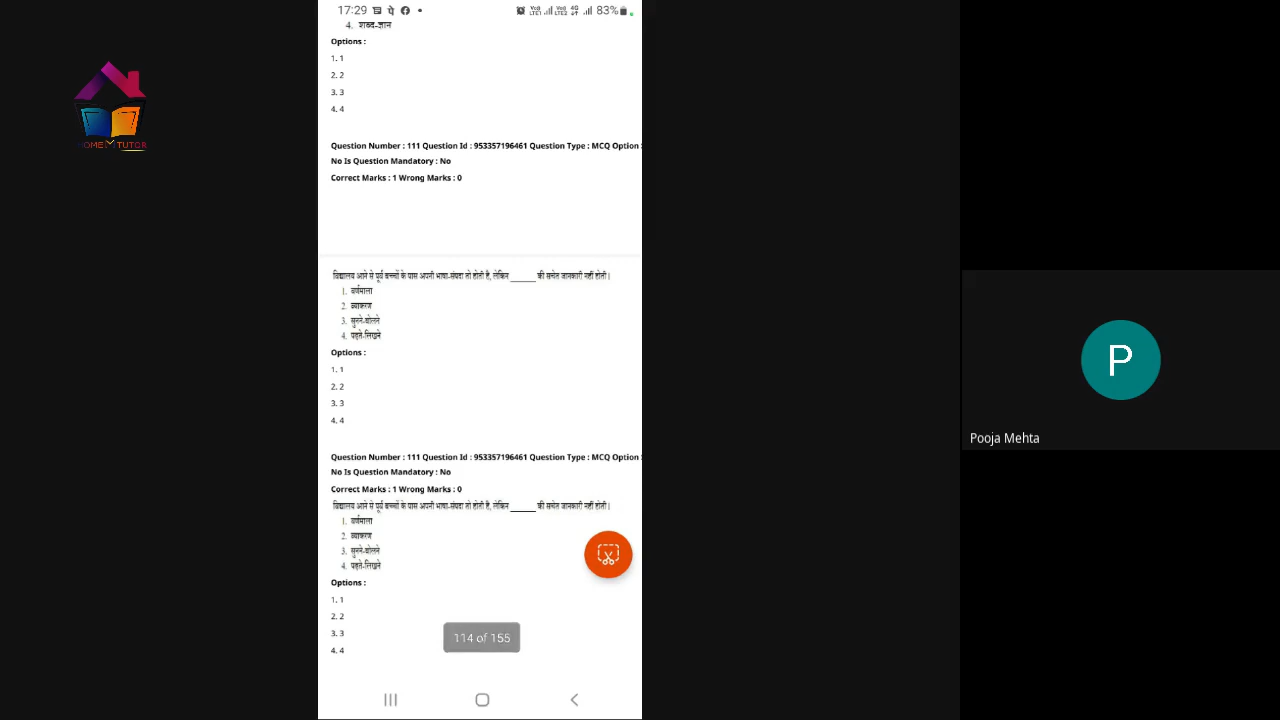 17:29 83%
4. शब्द-ज्ञान
Options :
1. 1
2. 2
3. 3
4. 4
Question Number : 111 Question Id : 953357196461 Question Type : MCQ Option
No Is Question Mandatory : No
Correct Marks : 1 Wrong Marks : 0
विद्यालय आने से पूर्व बच्चों के पास अपनी भाषा-संपदा तो होती है, लेकिन ______ की सचेत जानकारी नहीं होती।
1. वर्णमाला
2. व्याकरण
3. सुनने-बोलने
4. पढ़ने-लिखने
Options :
1. 1
2. 2
3. 3
4. 4
Question Number : 111 Question Id : 953357196461 Question Type : MCQ Option
No Is Question Mandatory : No
Correct Marks : 1 Wrong Marks : 0
विद्यालय आने से पूर्व बच्चों के पास अपनी भाषा-संपदा तो होती है, लेकिन ______ की सचेत जानकारी नहीं होती।
1. वर्णमाला
2. व्याकरण
3. सुनने-बोलने
4. पढ़ने-लिखने
Options :
1. 1
2. 2
3. 3
4. 4
114 of 155
HOME TUTOR
P
Pooja Mehta